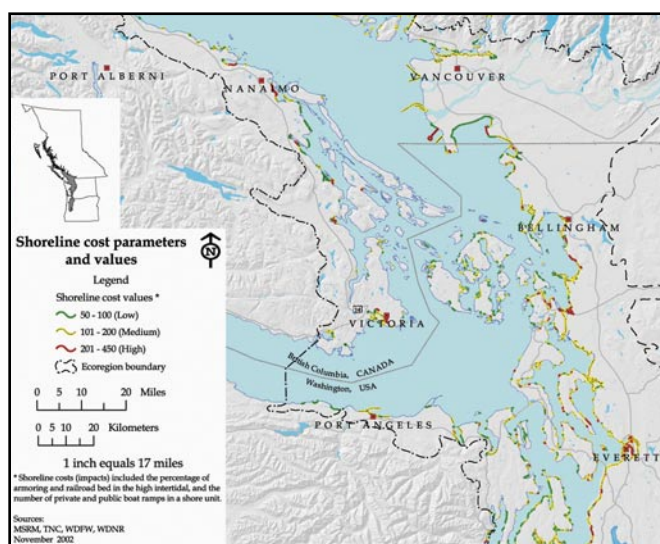 PORT ALBERNI
NANAIMO
VANCOUVER
BELLINGHAM
VICTORIA
British Columbia, CANADA
Washington, USA
PORT ANGELES
EVERETT
Shoreline cost parameters
and values
N
Legend
Shoreline cost values *
50 - 100 (Low)
101 - 200 (Medium)
201 - 450 (High)
Ecoregion boundary
Miles
0 5 10 20
Kilometers
0 5 10 20
1 inch equals 17 miles
* Shoreline costs (impacts) included the percentage of
armoring and railroad bed in the high intertidal, and the
number of private and public boat ramps in a shore unit.
Sources:
MSRM, TNC, WDFW, WDNR
November 2002